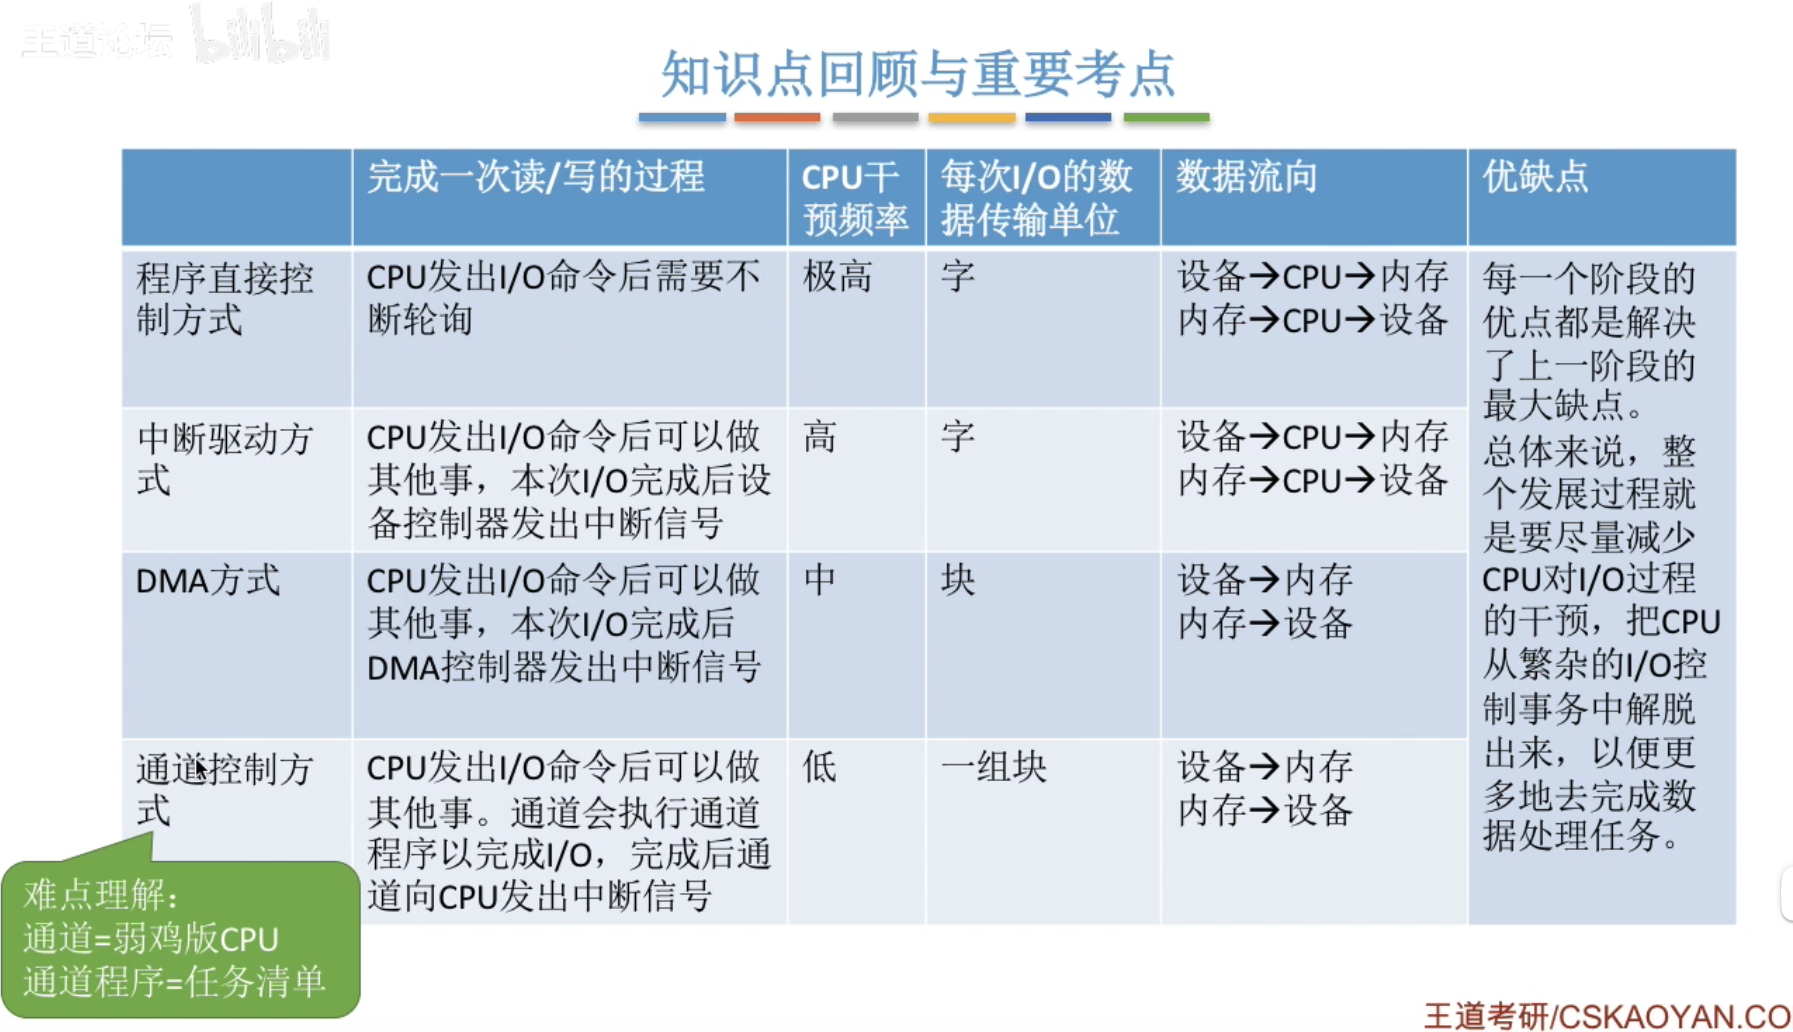 王道论坛 bilibili
知识点回顾与重要考点
完成一次读/写的过程
CPU干
预频率
每次I/O的数
据传输单位
数据流向
优缺点
程序直接控
制方式
CPU发出I/O命令后需要不
断轮询
极高
字
设备→CPU→内存
内存→CPU→设备
中断驱动方
式
CPU发出I/O命令后可以做
其他事，本次I/O完成后设
备控制器发出中断信号
高
字
设备→CPU→内存
内存→CPU→设备
DMA方式
CPU发出I/O命令后可以做
其他事，本次I/O完成后
DMA控制器发出中断信号
中
块
设备→内存
内存→设备
通道控制方
式
CPU发出I/O命令后可以做
其他事。通道会执行通道
程序以完成I/O，完成后通
道向CPU发出中断信号
低
一组块
设备→内存
内存→设备
每一个阶段的
优点都是解决
了上一阶段的
最大缺点。
总体来说，整
个发展过程就
是要尽量减少
CPU对I/O过程
的干预，把CPU
从繁杂的I/O控
制事务中解脱
出来，以便更
多地去完成数
据处理任务。
难点理解：
通道=弱鸡版CPU
通道程序=任务清单
王道考研/CSKAOYAN.CO